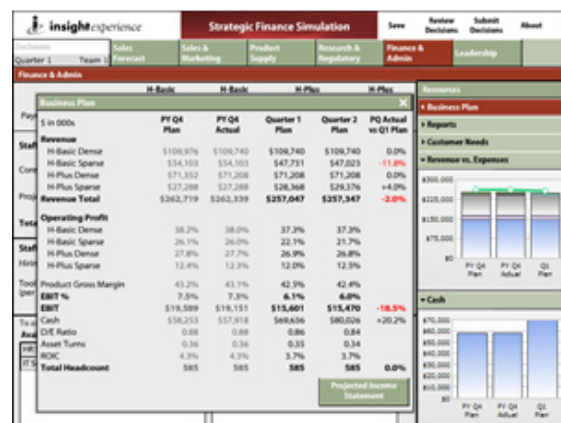 insight experience
Strategic Finance Simulation
Save
Review Decisions
Submit Decisions
About
Decisions
Quarter 1 Team 1
Sales Forecast
Sales & Marketing
Product Supply
Research & Regulatory
Finance & Admin
Leadership
Finance & Admin
H-Basic H-Basic H-Plus H-Plus
Resources
Business Plan
Reports
Customer Needs
Revenue vs. Expenses
$300,000
$225,000
$150,000
$75,000
$0
PY Q4 Plan
PY Q4 Actual
Q1 Plan
Cash
$70,000
$60,000
$50,000
$40,000
$30,000
$20,000
$10,000
$0
PY Q4 Plan
PY Q4 Actual
Q1 Plan
Business Plan
$ in 000s PY Q4 Plan PY Q4 Actual Quarter 1 Plan Quarter 2 Plan PQ Actual vs Q1 Plan
Revenue
H-Basic Dense $109,976 $109,740 $109,740 $109,740 0.0%
H-Basic Sparse $54,103 $54,103 $47,731 $47,023 -11.8%
H-Plus Dense $71,352 $71,208 $71,208 $71,208 0.0%
H-Plus Sparse $27,288 $27,288 $28,368 $29,376 +4.0%
Revenue Total $262,719 $262,339 $257,047 $257,347 -2.0%
Operating Profit
H-Basic Dense 38.2% 38.0% 37.3% 37.3%
H-Basic Sparse 26.1% 26.0% 22.1% 21.7%
H-Plus Dense 27.8% 27.7% 26.9% 26.8%
H-Plus Sparse 12.4% 12.3% 12.0% 12.5%
Product Gross Margin 43.2% 43.1% 42.5% 42.4%
EBIT % 7.5% 7.3% 6.1% 6.0%
EBIT $19,589 $19,151 $15,601 $15,470 -18.5%
Cash $58,253 $57,918 $69,636 $80,026 +20.2%
D/E Ratio 0.88 0.88 0.86 0.84
Asset Turns 0.36 0.36 0.35 0.34
ROIC 4.3% 4.3% 3.7% 3.7%
Total Headcount 585 585 585 585 0.0%
Projected Income Statement